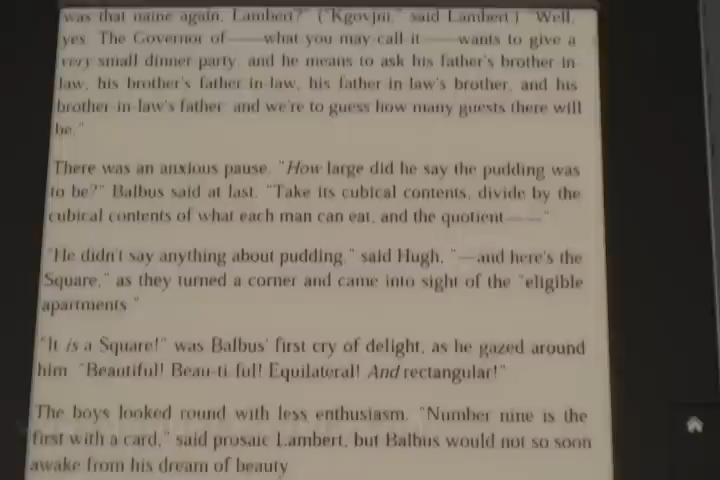 was that name again, Lambert?" ("Kgovjni," said Lambert.) "Well,
yes. The Governor of——what you may call it——wants to give a
very small dinner party, and he means to ask his father's brother-in-
law, his brother's father-in-law, his father-in-law's brother, and his
brother-in-law's father: and we're to guess how many guests there will
be."
There was an anxious pause. "How large did he say the pudding was
to be?" Balbus said at last. "Take its cubical contents, divide by the
cubical contents of what each man can eat, and the quotient——"
"He didn't say anything about pudding," said Hugh, "—and here's the
Square," as they turned a corner and came into sight of the "eligible
apartments."
"It is a Square!" was Balbus' first cry of delight, as he gazed around
him. "Beautiful! Beau-ti-ful! Equilateral! And rectangular!"
The boys looked round with less enthusiasm. "Number nine is the
first with a card," said prosaic Lambert; but Balbus would not so soon
awake from his dream of beauty.